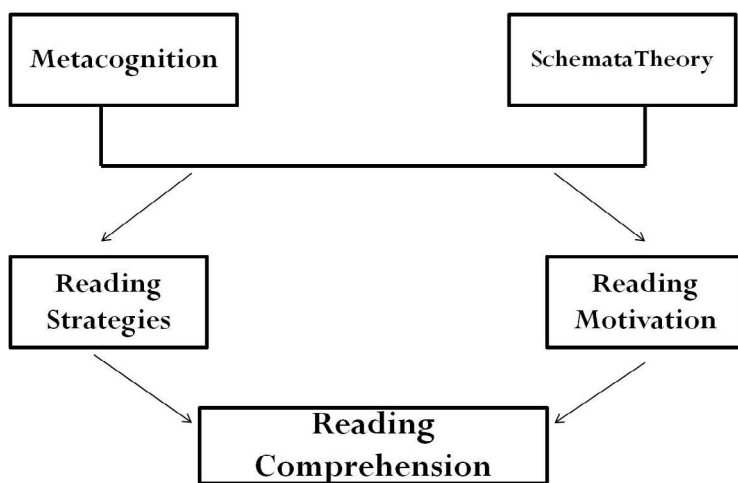 Metacognition
SchemataTheory
Reading
Strategies
Reading
Motivation
Reading
Comprehension